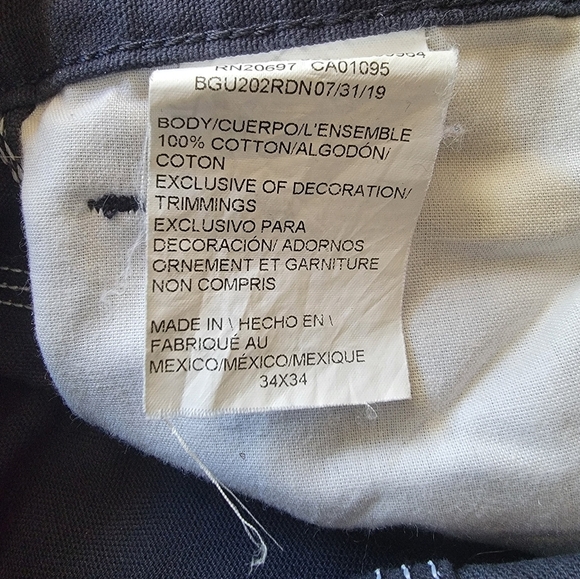 RN20697 CA01095
BGU202RDN07/31/19
BODY/CUERPO/L'ENSEMBLE
100% COTTON/ALGODÓN/
COTON
EXCLUSIVE OF DECORATION/
TRIMMINGS
EXCLUSIVO PARA
DECORACIÓN/ ADORNOS
ORNEMENT ET GARNITURE
NON COMPRIS
MADE IN \ HECHO EN \
FABRIQUÉ AU
MEXICO/MÉXICO/MEXIQUE
34X34